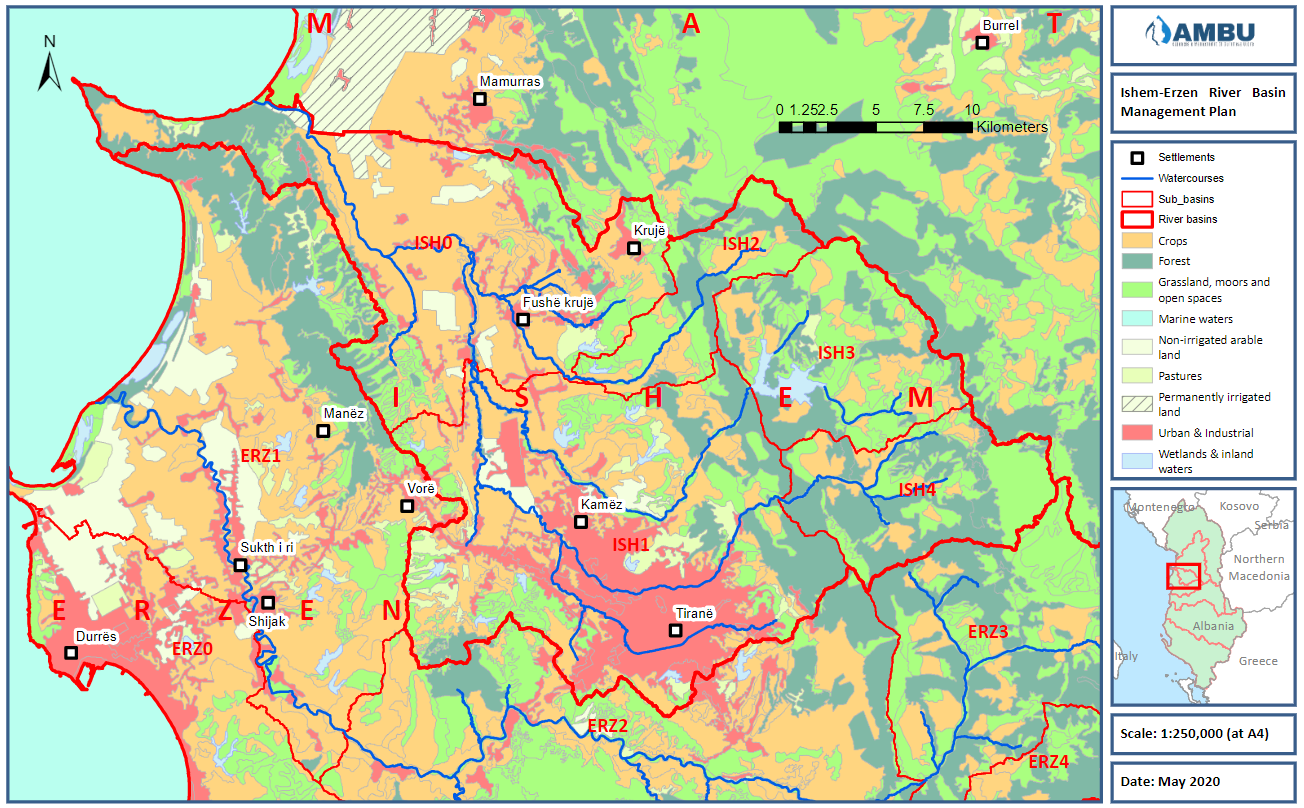 M A T
N
Burrel
Mamurras
0 1.25 2.5 5 7.5 10
Kilometers
Krujë
ISH0
ISH2
Fushë krujë
ISH3
I S H E M
Manëz
ERZ1
Vorë
ISH4
Kamëz
ISH1
Sukth i ri
Shijak
E R Z E N
Tiranë
Durrës
ERZ0
ERZ3
ERZ2
ERZ4
AMBU
Ishem-Erzen River Basin
Management Plan
Settlements
Watercourses
Sub_basins
River basins
Crops
Forest
Grassland, moors and
open spaces
Marine waters
Non-irrigated arable
land
Pastures
Permanently irrigated
land
Urban & Industrial
Wetlands & inland
waters
Montenegro
Kosovo
Serbia
Northern
Macedonia
Albania
Italy
Greece
Scale: 1:250,000 (at A4)
Date: May 2020